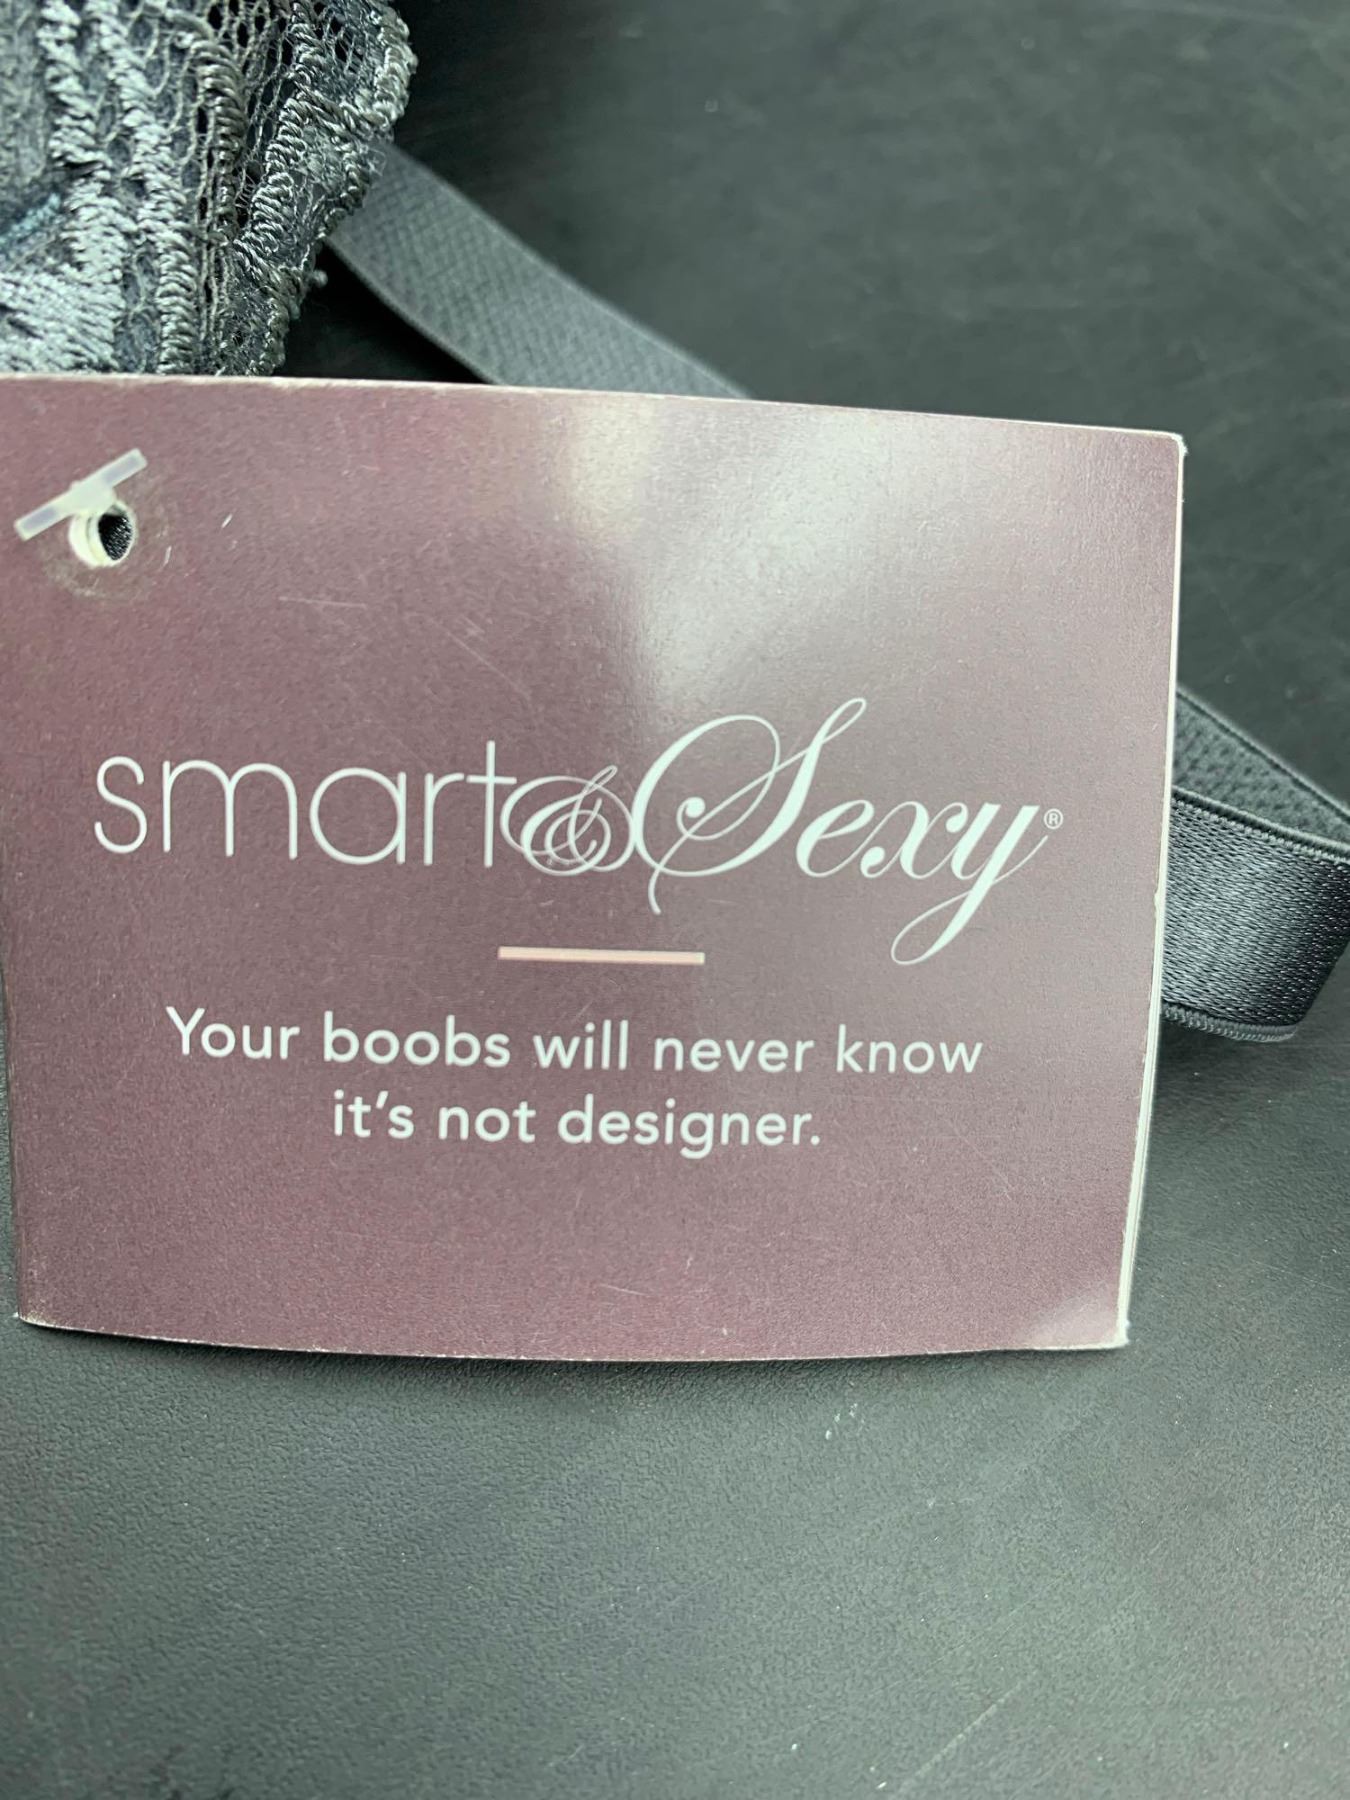 smart&Sexy®
Your boobs will never know
it's not designer.